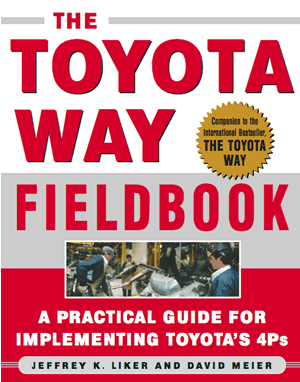 THE
TOYOTA
WAY
Companion to the
International Bestseller,
THE TOYOTA
WAY
FIELDBOOK
A PRACTICAL GUIDE FOR
IMPLEMENTING TOYOTA'S 4Ps
JEFFREY K. LIKER AND DAVID MEIER